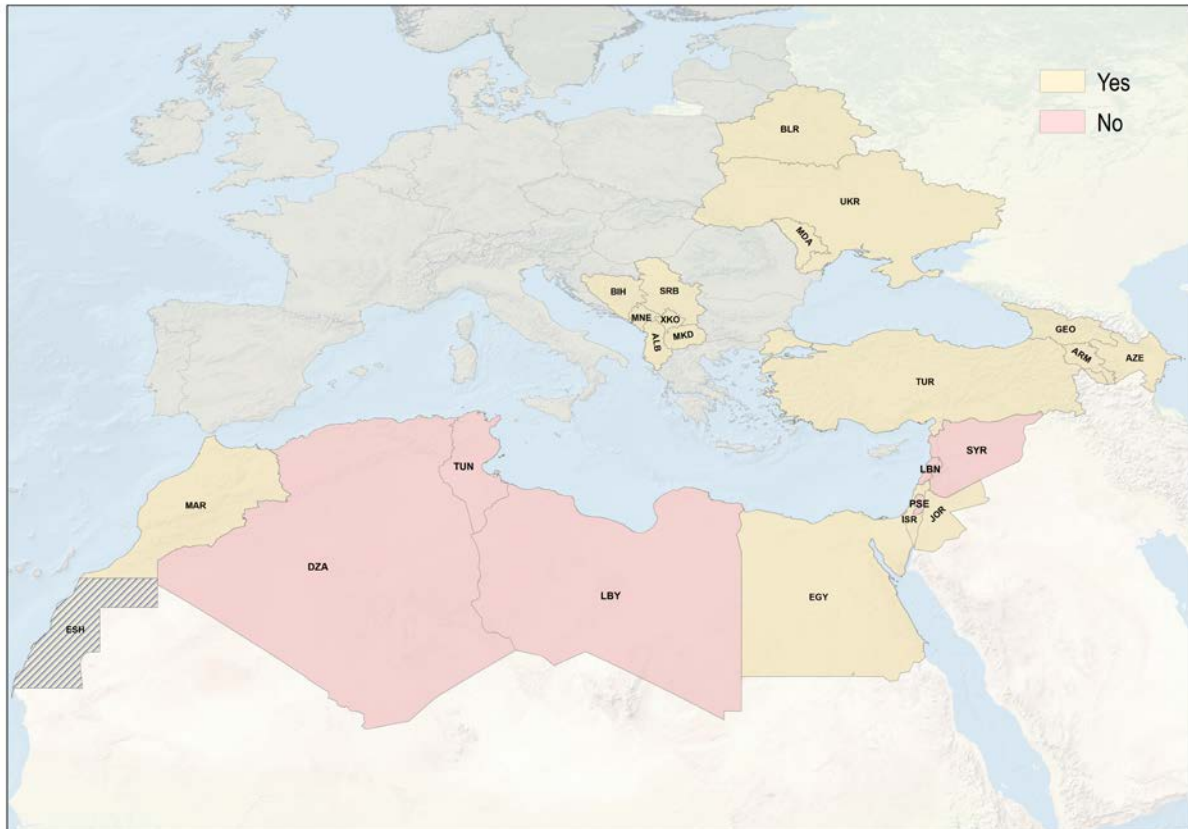 Yes
No
BLR
UKR
MDA
BIH
SRB
MNE
XKO
ALB
MKD
GEO
ARM
AZE
TUR
SYR
LBN
TUN
MAR
PSE
ISR
JOR
DZA
LBY
EGY
ESH